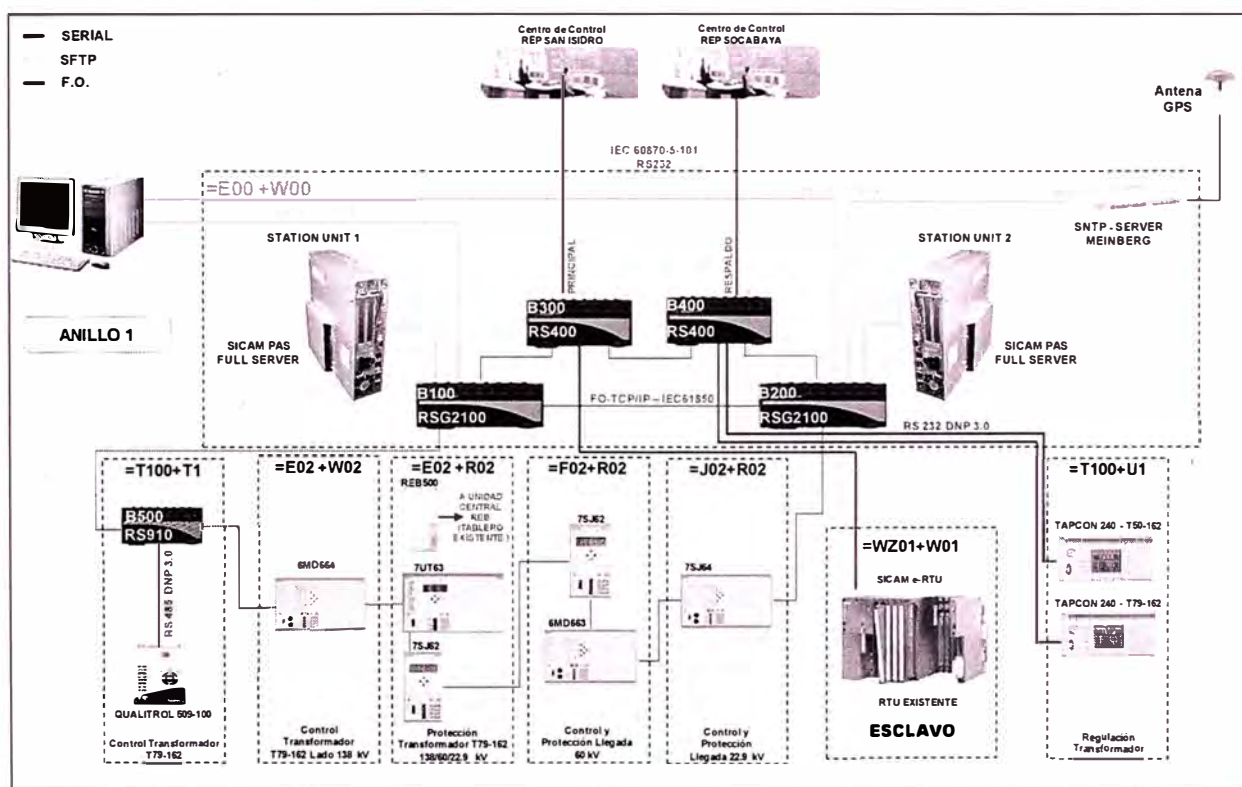 SERIAL
SFTP
F.O.
Centro de Control
REP SAN ISIDRO
Centro de Control
REP SOCABAYA
Antena
GPS
IEC 60870-5-101
RS232
=E00 +W00
SNTP - SERVER
MEINBERG
STATION UNIT 1
STATION UNIT 2
PRINCIPAL
RESPALDO
ANILLO 1
B300
RS400
B400
RS400
SICAM PAS
FULL SERVER
SICAM PAS
FULL SERVER
B100
RSG2100
FO-TCP/IP – IEC61850
B200
RSG2100
RS 232 DNP 3.0
=T100+T1
=E02 +W02
=E02 +R02
=F02+R02
=J02+R02
=T100+U1
REB500
A UNIDAD
CENTRAL
REB
(TABLERO
EXISTENTE)
B500
RS910
7SJ62
TAPCON 240 - T50-162
=WZ01+W01
6MD664
7UT63
7SJ64
SICAM e-RTU
RS 485 DNP 3.0
TAPCON 240 - T79-162
7SJ62
6MD663
QUALITROL 509-100
RTU EXISTENTE
ESCLAVO
Control Transformador
T79-162
Control
Transformador
T79-162 Lado 138 kV
Protección
Transformador T79-162
138/60/22.9 kV
Control y
Protección Llegada
60 kV
Control y
Protección
Llegada 22.9 kV
Regulación
Transformador